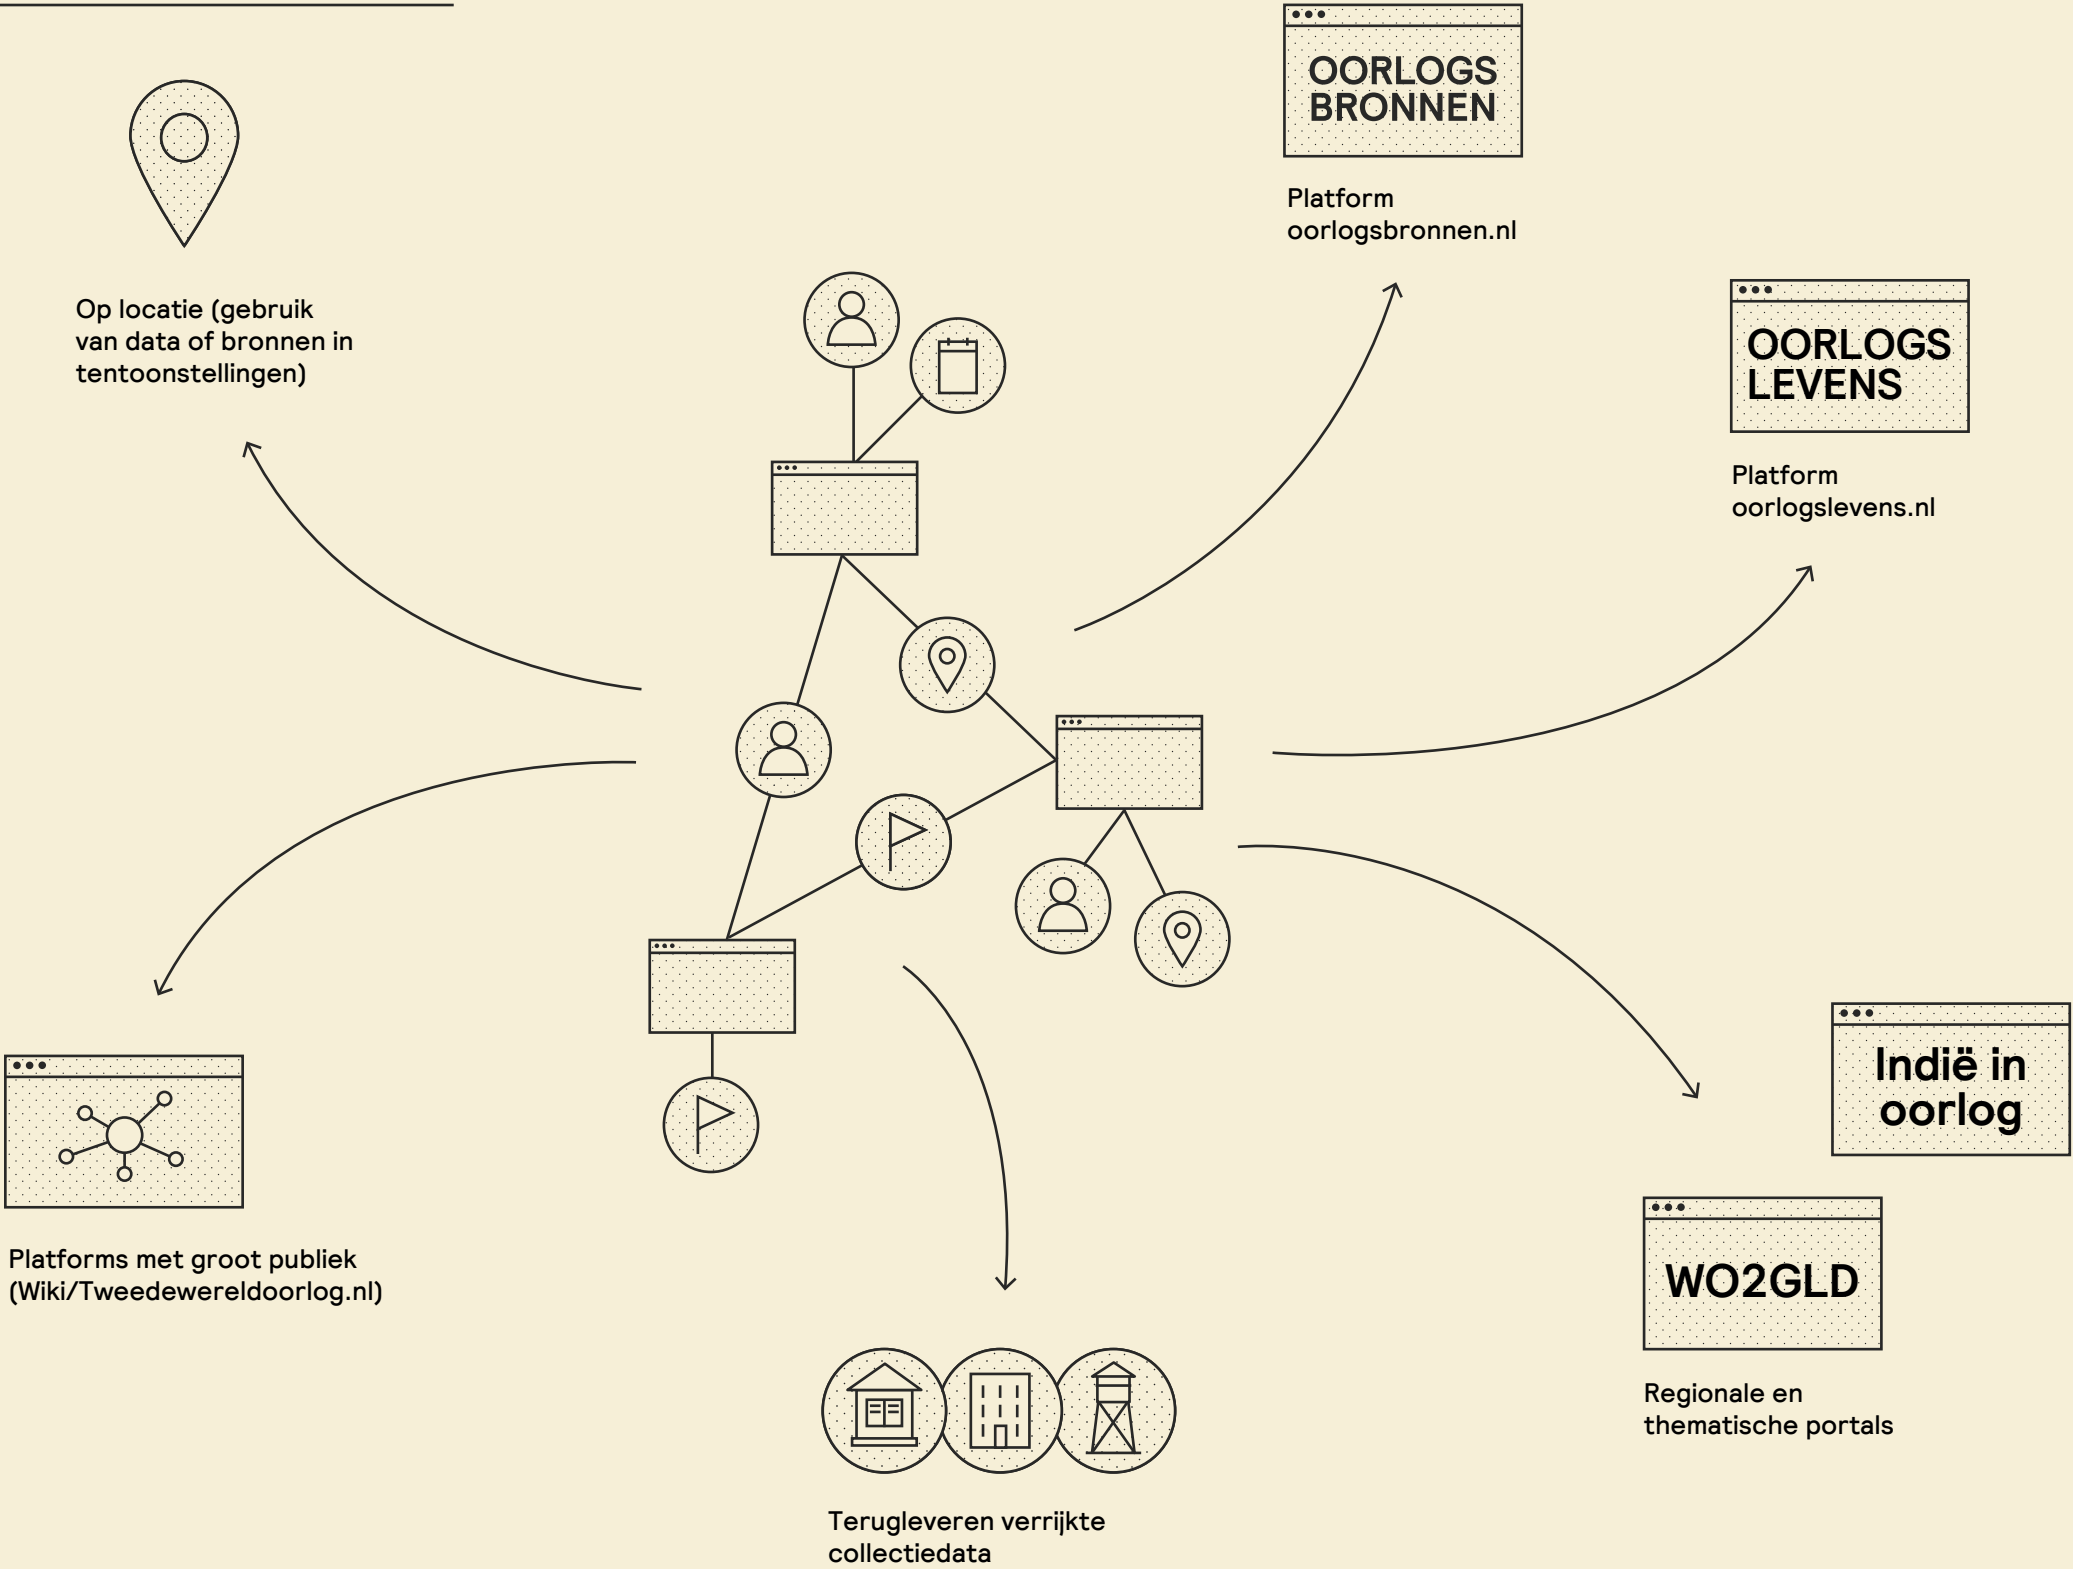 OORLOGS
BRONNEN
Platform
oorlogsbronnen.nl
Op locatie (gebruik
van data of bronnen in
tentoonstellingen)
OORLOGS
LEVENS
Platform
oorlogslevens.nl
Indië in
oorlog
WO2GLD
Regionale en
thematische portals
Platforms met groot publiek
(Wiki/Tweedewereldoorlog.nl)
Terugleveren verrijkte
collectiedata